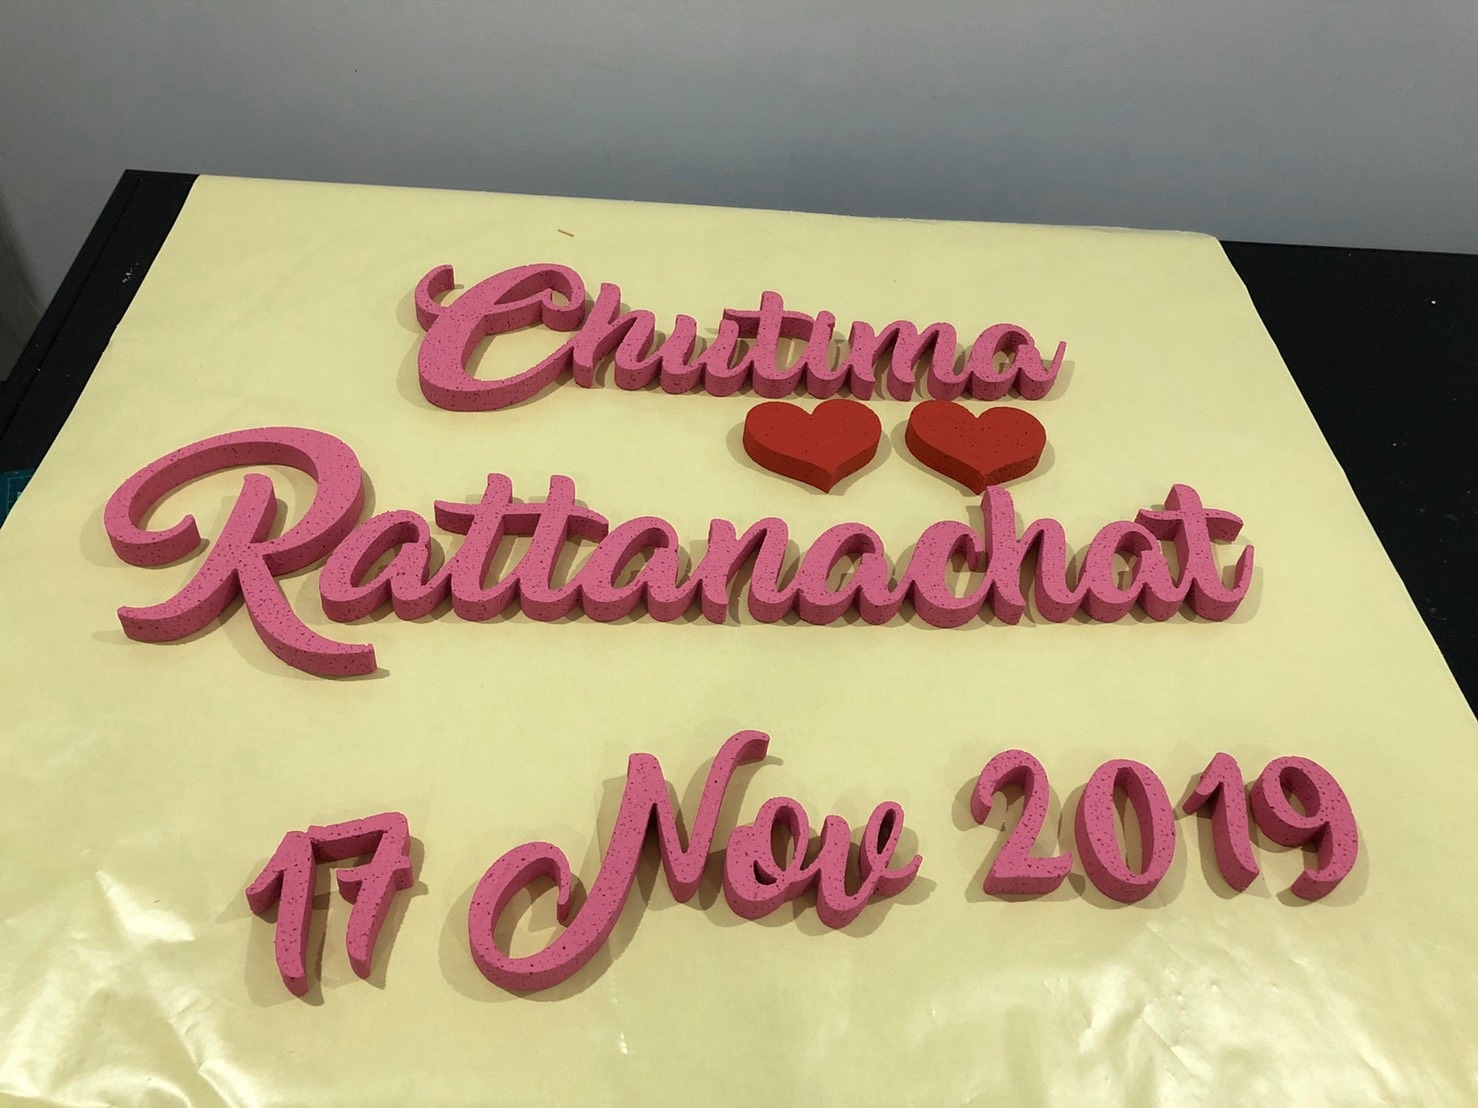 Chutima
Rattanachot
17 Nov 2019